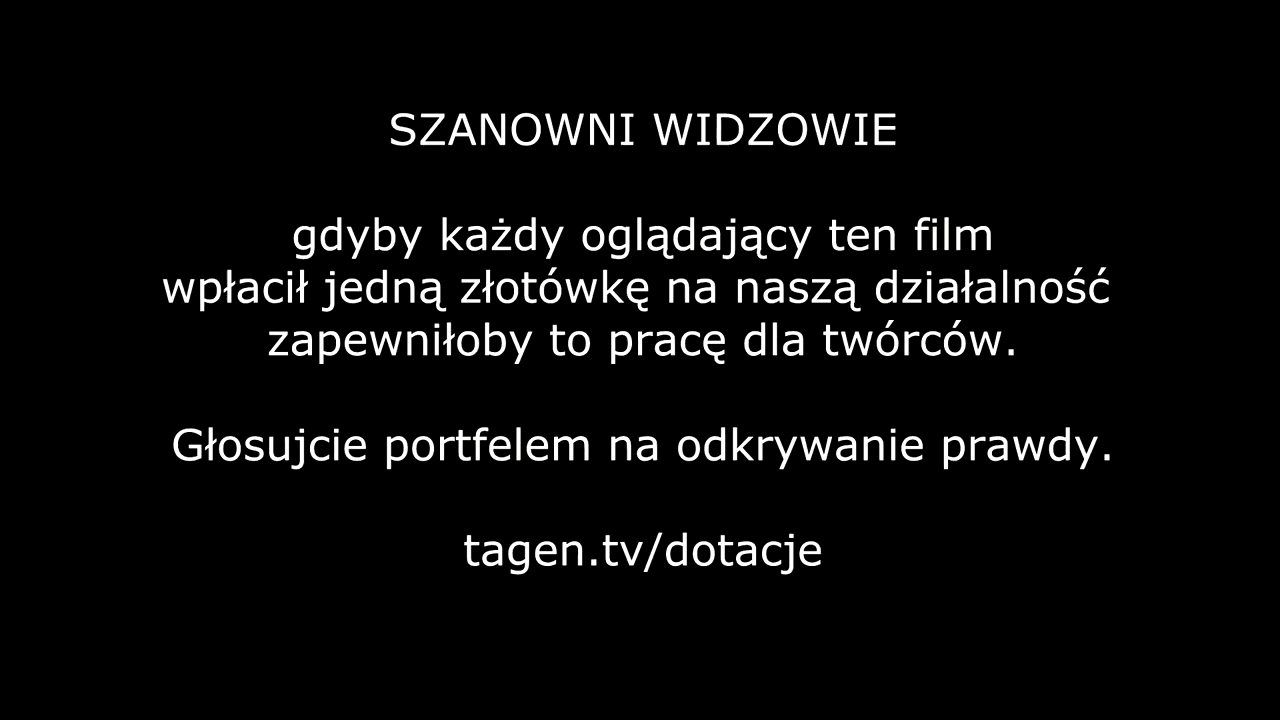 SZANOWNI WIDZOWIE
gdyby każdy oglądający ten film
wpłacił jedną złotówkę na naszą działalność
zapewniłoby to pracę dla twórców.
Głosujcie portfelem na odkrywanie prawdy.
tagen.tv/dotacje